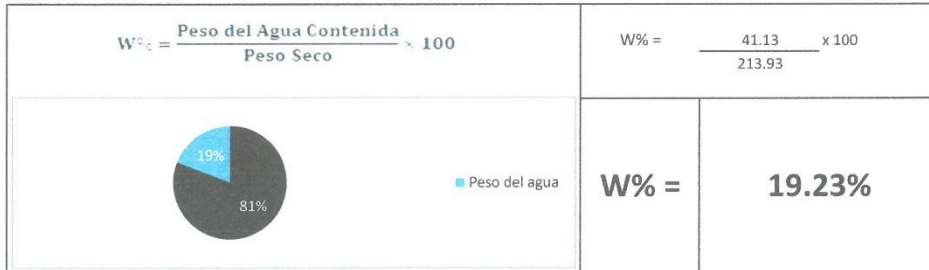 W% = Peso del Agua Contenida / Peso Seco × 100
W% = 41.13 / 213.93 x 100
19%
81%
Peso del agua
W% = 19.23%